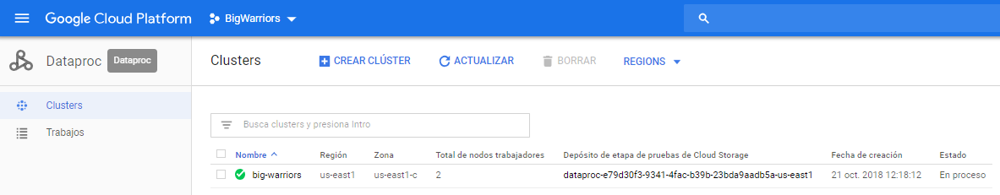 Google Cloud Platform BigWarriors
Dataproc Dataproc Clusters CREAR CLÚSTER ACTUALIZAR BORRAR REGIONS
Clusters
Trabajos
Busca clusters y presiona Intro
Nombre Región Zona Total de nodos trabajadores Depósito de etapa de pruebas de Cloud Storage Fecha de creación Estado
big-warriors us-east1 us-east1-c 2 dataproc-e79d30f3-9341-4fac-b39b-23bda9aadb5a-us-east1 21 oct. 2018 12:18:12 En proceso